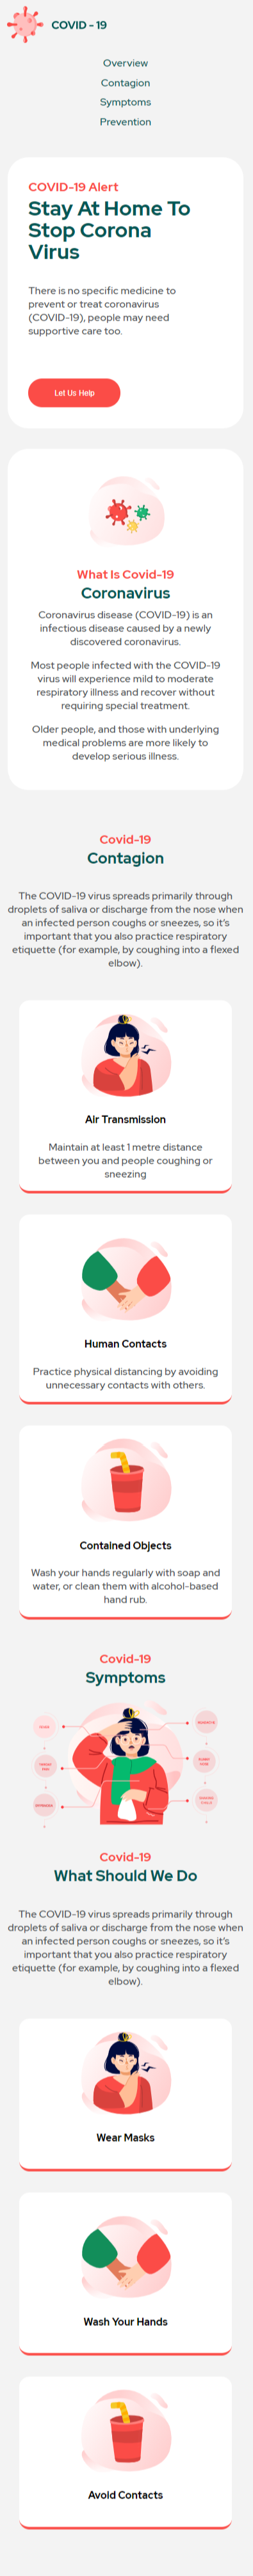 COVID - 19
Overview
Contagion
Symptoms
Prevention
COVID-19 Alert
Stay At Home To
Stop Corona
Virus
There is no specific medicine to
prevent or treat coronavirus
(COVID-19), people may need
supportive care too.
Let Us Help
What Is Covid-19
Coronavirus
Coronavirus disease (COVID-19) is an
infectious disease caused by a newly
discovered coronavirus.
Most people infected with the COVID-19
virus will experience mild to moderate
respiratory illness and recover without
requiring special treatment.
Older people, and those with underlying
medical problems are more likely to
develop serious illness.
Covid-19
Contagion
The COVID-19 virus spreads primarily through
droplets of saliva or discharge from the nose when
an infected person coughs or sneezes, so it's
important that you also practice respiratory
etiquette (for example, by coughing into a flexed
elbow).
Air Transmission
Maintain at least 1 metre distance
between you and people coughing or
sneezing
Human Contacts
Practice physical distancing by avoiding
unnecessary contacts with others.
Contained Objects
Wash your hands regularly with soap and
water, or clean them with alcohol-based
hand rub.
Covid-19
Symptoms
Covid-19
What Should We Do
The COVID-19 virus spreads primarily through
droplets of saliva or discharge from the nose when
an infected person coughs or sneezes, so it's
important that you also practice respiratory
etiquette (for example, by coughing into a flexed
elbow).
Wear Masks
Wash Your Hands
Avoid Contacts